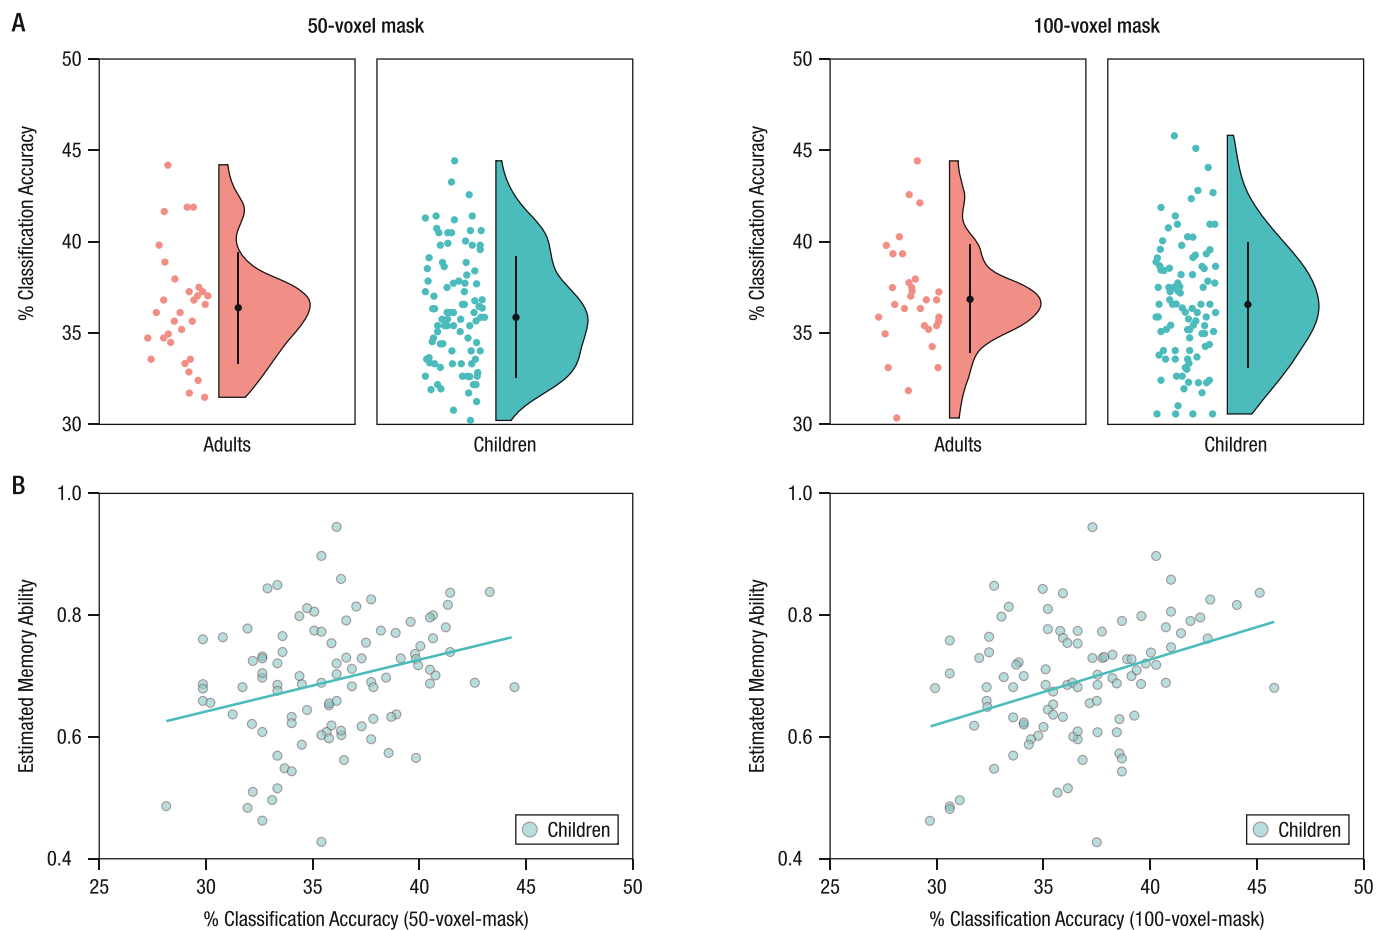 A
50-voxel mask
100-voxel mask
% Classification Accuracy
50
45
40
35
30
Adults
Children
% Classification Accuracy
50
45
40
35
30
Adults
Children
B
Estimated Memory Ability
1.0
0.8
0.6
0.4
25
30
35
40
45
50
Children
% Classification Accuracy (50-voxel-mask)
Estimated Memory Ability
1.0
0.8
0.6
0.4
25
30
35
40
45
50
Children
% Classification Accuracy (100-voxel-mask)